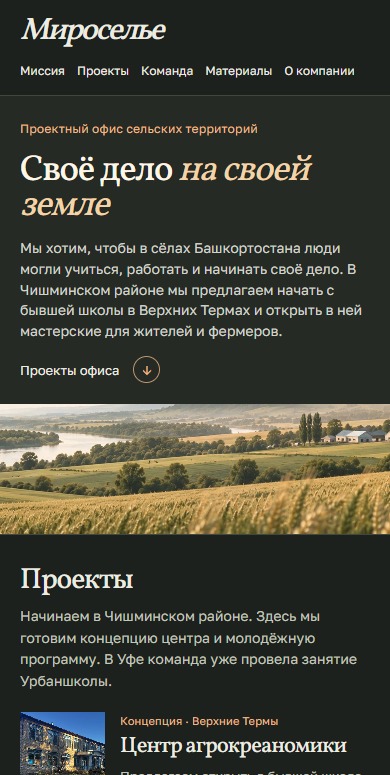 Мироселье
Миссия Проекты Команда Материалы О компании
Проектный офис сельских территорий
Своё дело на своей
земле
Мы хотим, чтобы в сёлах Башкортостана люди
могли учиться, работать и начинать своё дело. В
Чишминском районе мы предлагаем начать с
бывшей школы в Верхних Термах и открыть в ней
мастерские для жителей и фермеров.
Проекты офиса
Проекты
Начинаем в Чишминском районе. Здесь мы
готовим концепцию центра и молодёжную
программу. В Уфе команда уже провела занятие
Урбаншколы.
Концепция · Верхние Термы
Центр агрокреаномики